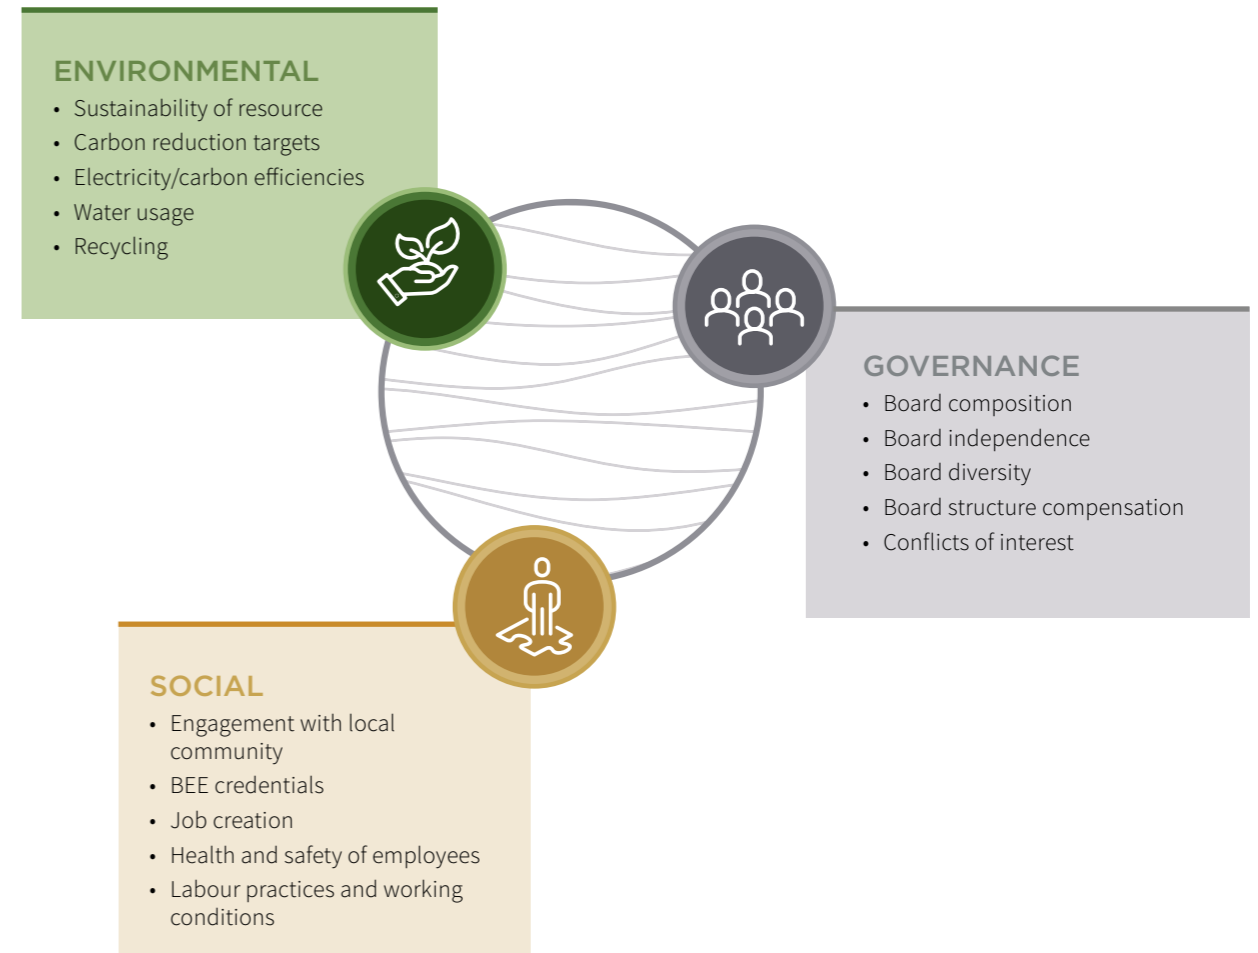 ENVIRONMENTAL
• Sustainability of resource
• Carbon reduction targets
• Electricity/carbon efficiencies
• Water usage
• Recycling
GOVERNANCE
• Board composition
• Board independence
• Board diversity
• Board structure compensation
• Conflicts of interest
SOCIAL
• Engagement with local
community
• BEE credentials
• Job creation
• Health and safety of employees
• Labour practices and working
conditions